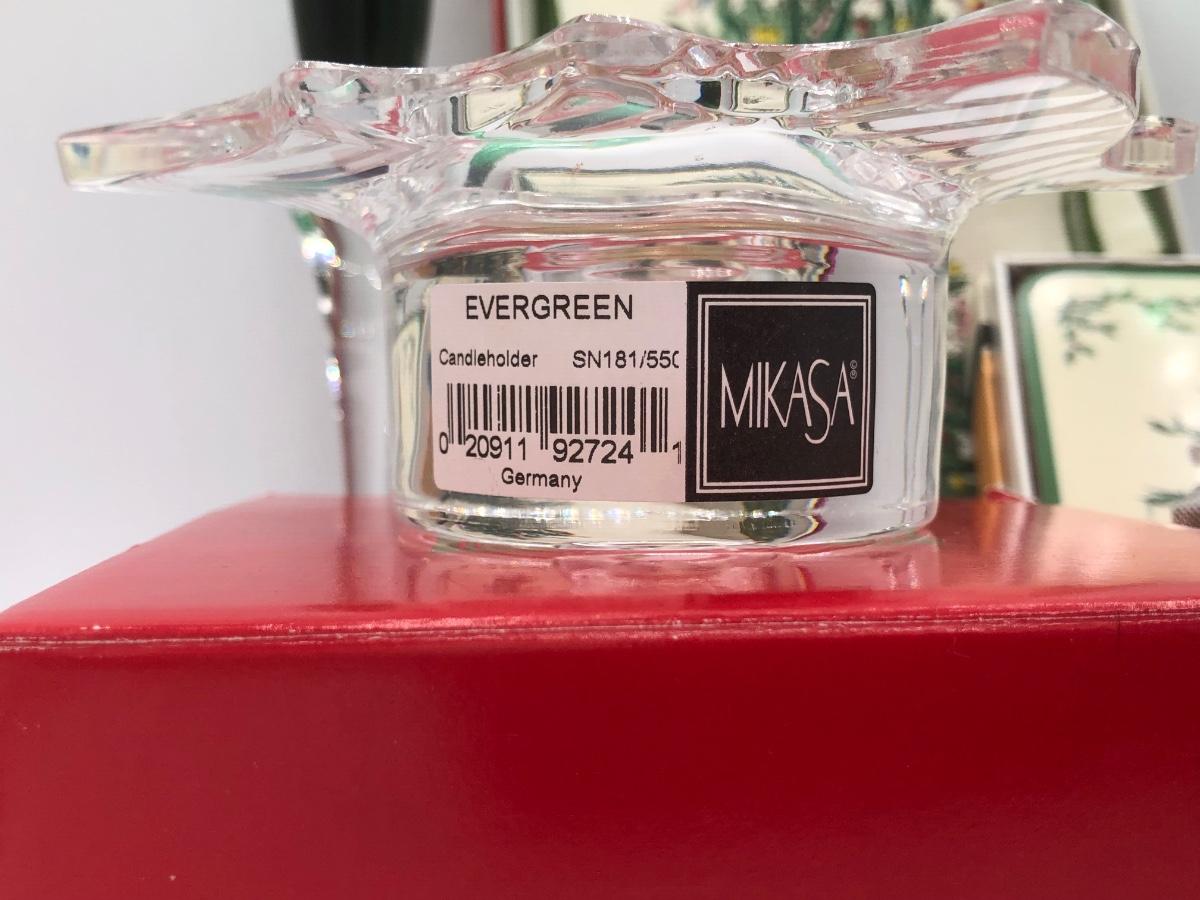 EVERGREEN
Candleholder SN181/550
0 20911 92724 1
Germany
MIKASA®